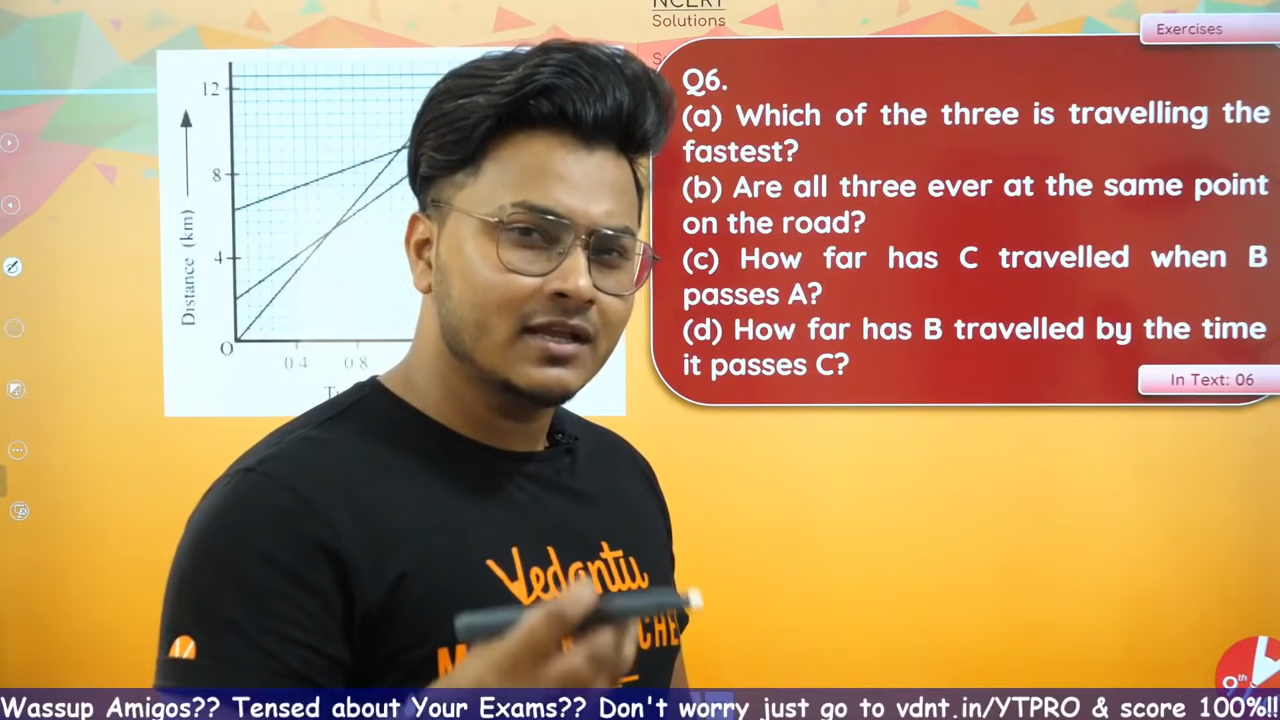 NCERT
Solutions
Exercises
Q6.
(a) Which of the three is travelling the
fastest?
(b) Are all three ever at the same point
on the road?
(c) How far has C travelled when B
passes A?
(d) How far has B travelled by the time
it passes C?
In Text: 06
12
8
4
O
0.4 0.8
Distance (km)
Vedantu
9th
Wassup Amigos?? Tensed about Your Exams?? Don't worry just go to vdnt.in/YTPRO & score 100%!!